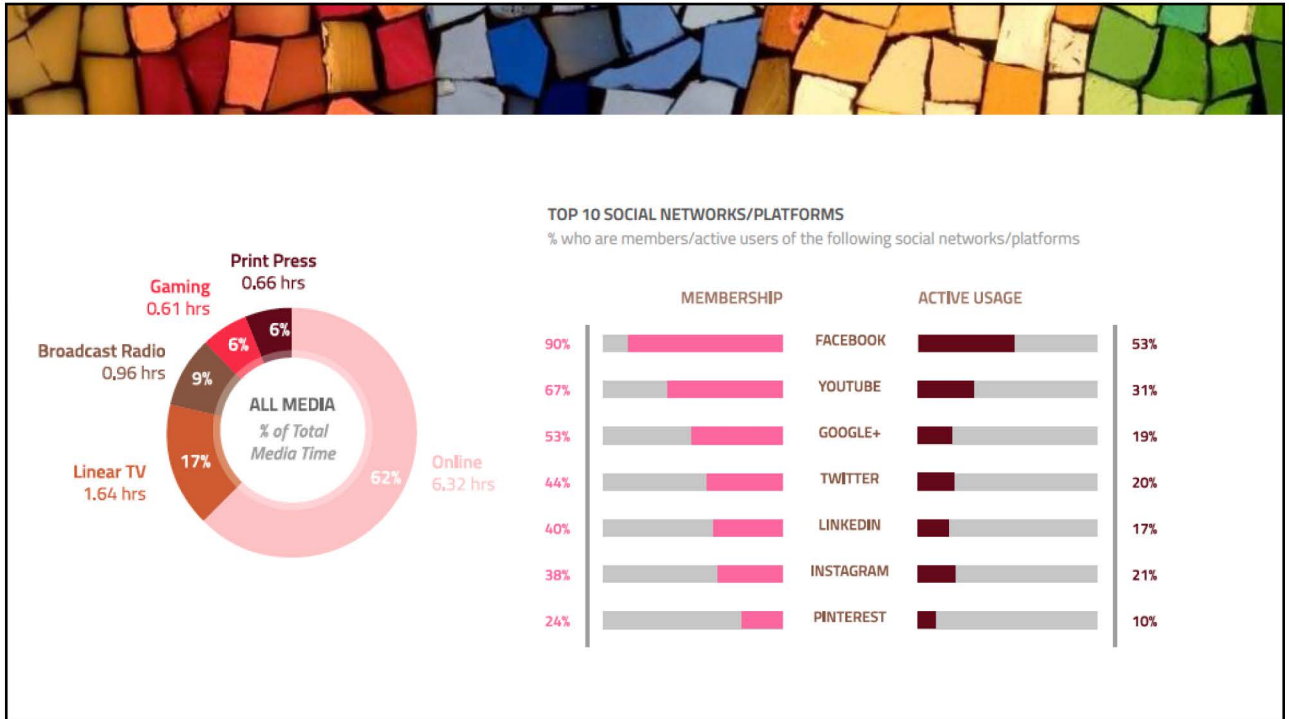 Print Press
0.66 hrs
Gaming
0.61 hrs
6%
6%
Broadcast Radio
0.96 hrs
9%
ALL MEDIA
% of Total
Media Time
Linear TV
1.64 hrs
17%
Online
6.32 hrs
62%
TOP 10 SOCIAL NETWORKS/PLATFORMS
% who are members/active users of the following social networks/platforms
MEMBERSHIP ACTIVE USAGE
90% FACEBOOK 53%
67% YOUTUBE 31%
53% GOOGLE+ 19%
44% TWITTER 20%
40% LINKEDIN 17%
38% INSTAGRAM 21%
24% PINTEREST 10%